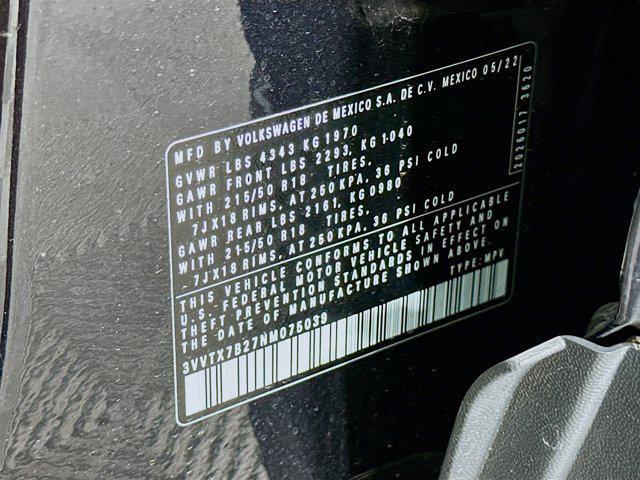 MFD BY VOLKSWAGEN DE MEXICO S.A. DE C.V. MEXICO 05/22
GVWR LBS 4343 KG 1970
GAWR FRONT LBS 2293, KG 1040
WITH 215/50 R18 TIRES,
7JX18 RIMS, AT 250 KPA, 36 PSI COLD
GAWR REAR LBS 2161, KG 0980
WITH 215/50 R18 TIRES,
7JX18 RIMS, AT 250 KPA, 36 PSI COLD
THIS VEHICLE CONFORMS TO ALL APPLICABLE
U.S. FEDERAL MOTOR VEHICLE SAFETY AND
THEFT PREVENTION STANDARDS IN EFFECT ON
THE DATE OF MANUFACTURE SHOWN ABOVE.
TYPE: MPV
3VVTX7B27NM075039
2026017 3620